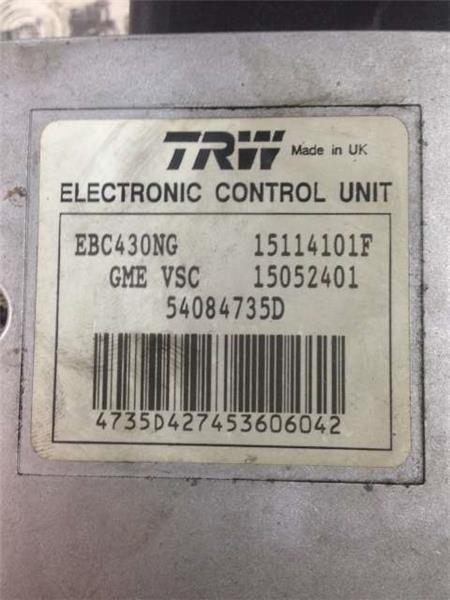 TRW Made in UK
ELECTRONIC CONTROL UNIT
EBC430NG 15114101F
GME VSC 15052401
54084735D
4735D427453606042